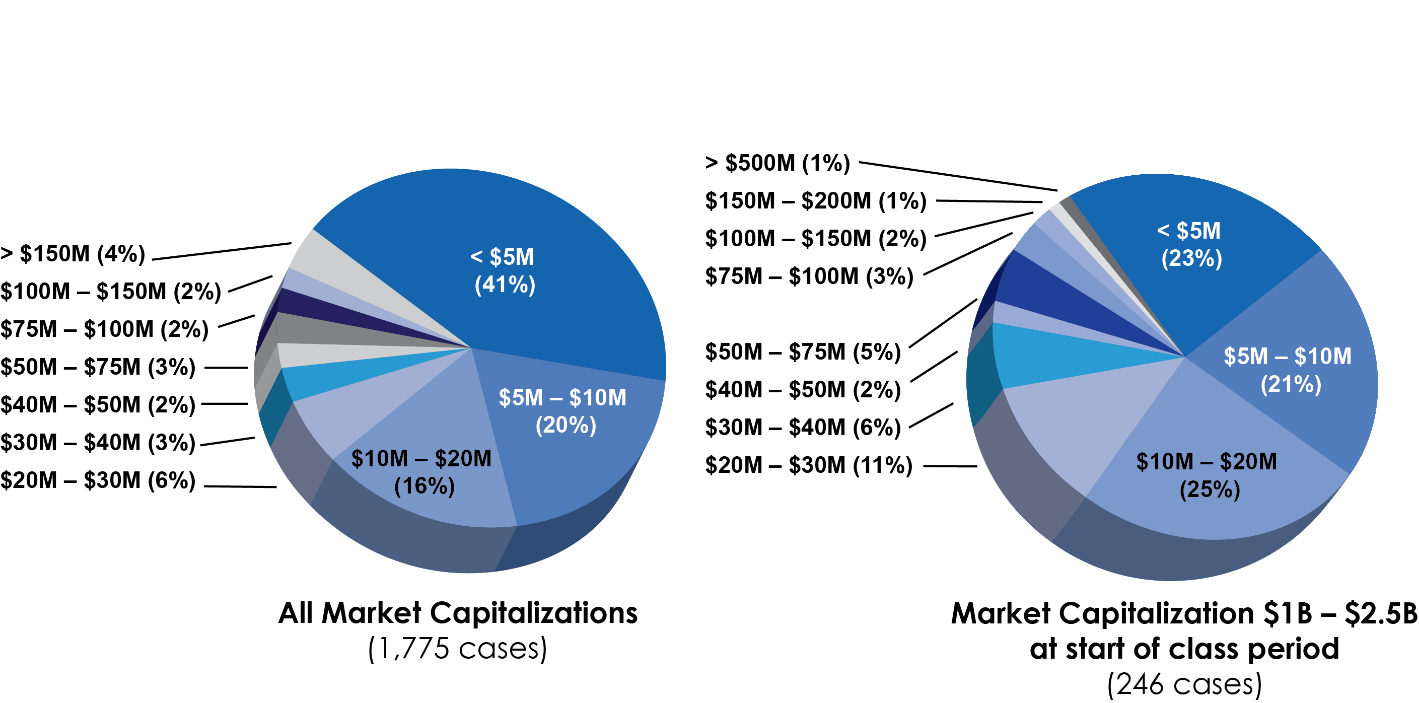 > $150M (4%)
$100M – $150M (2%)
$75M – $100M (2%)
$50M – $75M (3%)
$40M – $50M (2%)
$30M – $40M (3%)
$20M – $30M (6%)
< $5M
(41%)
$5M – $10M
(20%)
$10M – $20M
(16%)
All Market Capitalizations
(1,775 cases)
> $500M (1%)
$150M – $200M (1%)
$100M – $150M (2%)
$75M – $100M (3%)
$50M – $75M (5%)
$40M – $50M (2%)
$30M – $40M (6%)
$20M – $30M (11%)
< $5M
(23%)
$5M – $10M
(21%)
$10M – $20M
(25%)
Market Capitalization $1B – $2.5B
at start of class period
(246 cases)